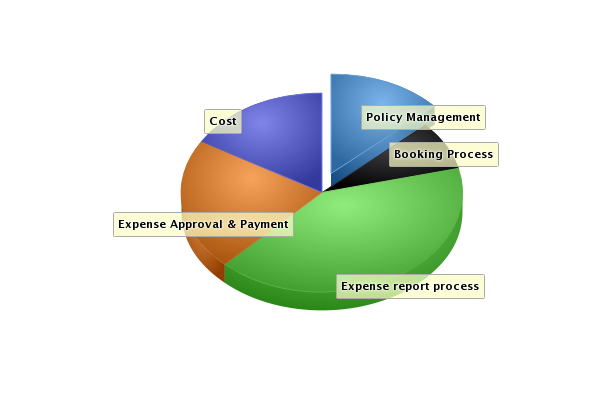 Policy Management
Cost
Booking Process
Expense Approval & Payment
Expense report process